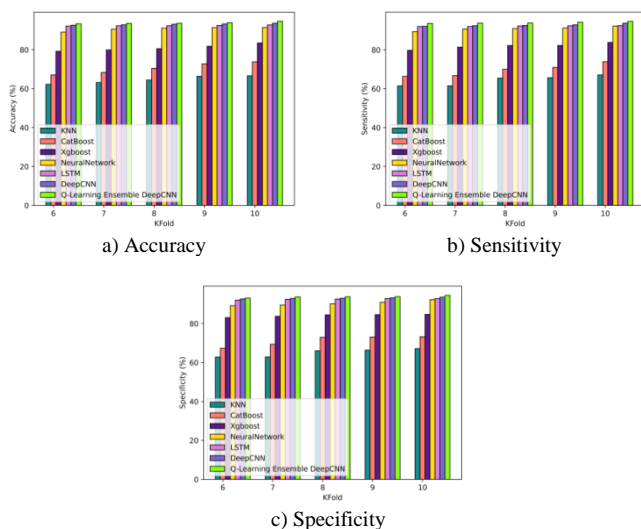 80
60
40
20
0
Accuracy (%)
KNN
CatBoost
Xgboost
NeuralNetwork
LSTM
DeepCNN
Q-Learning Ensemble DeepCNN
6 7 8 9 10
KFold
a) Accuracy
80
60
40
20
0
Sensitivity (%)
KNN
CatBoost
Xgboost
NeuralNetwork
LSTM
DeepCNN
Q-Learning Ensemble DeepCNN
6 7 8 9 10
KFold
b) Sensitivity
80
60
40
20
0
Specificity (%)
KNN
CatBoost
Xgboost
NeuralNetwork
LSTM
DeepCNN
Q-Learning Ensemble DeepCNN
6 7 8 9 10
KFold
c) Specificity